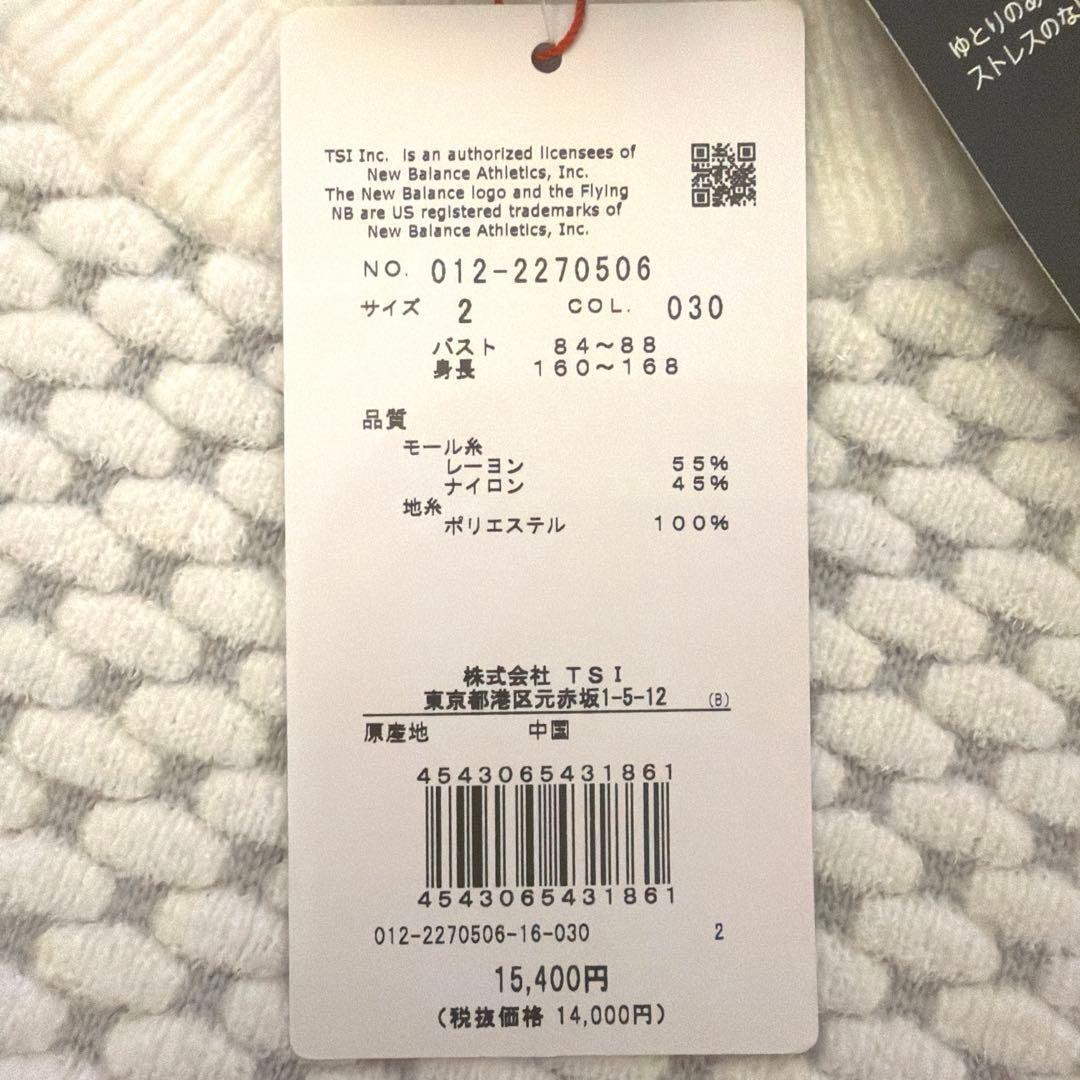 TSI Inc. is an authorized licensees of
New Balance Athletics, Inc.
The New Balance logo and the Flying
NB are US registered trademarks of
New Balance Athletics, Inc.
NO. 012-2270506
サイズ 2 COL. 030
バスト 84～88
身長 160～168
品質
モール糸
レーヨン 55%
ナイロン 45%
地糸
ポリエステル 100%
株式会社 TSI
東京都港区元赤坂1-5-12 (B)
原産地 中国
4543065431861
4543065431861
012-2270506-16-030 2
15,400円
(税抜価格 14,000円)
ゆとりのあ
ストレスのな